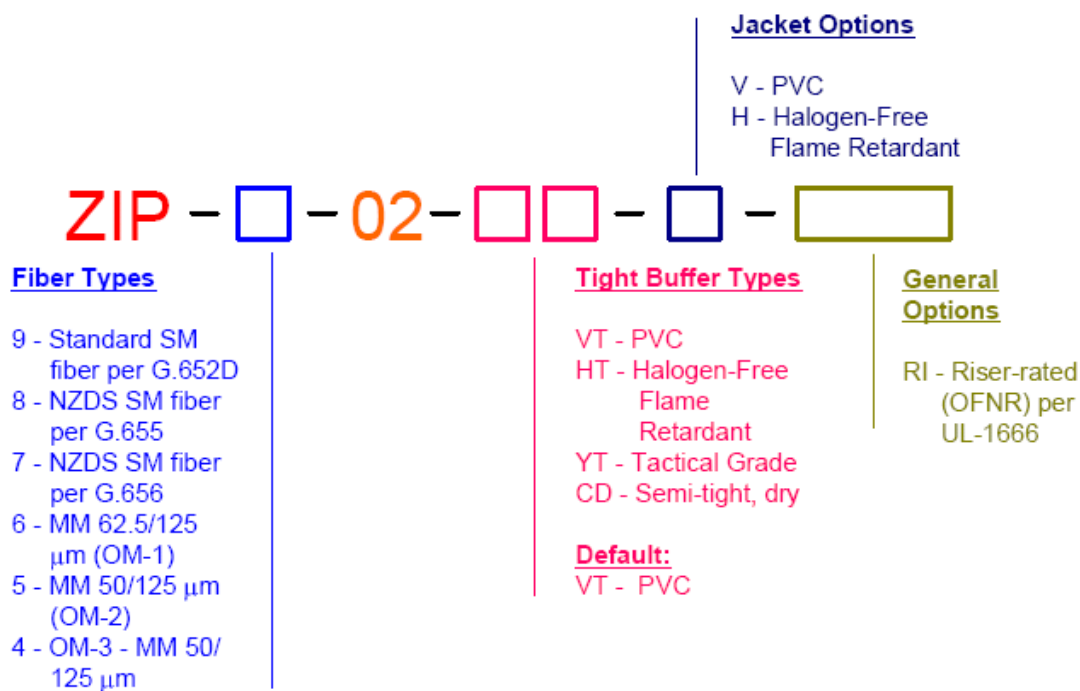 Jacket Options
V - PVC
H - Halogen-Free
Flame Retardant
ZIP - - 02 - - -
Fiber Types
9 - Standard SM
fiber per G.652D
8 - NZDS SM fiber
per G.655
7 - NZDS SM fiber
per G.656
6 - MM 62.5/125
μm (OM-1)
5 - MM 50/125 μm
(OM-2)
4 - OM-3 - MM 50/
125 μm
Tight Buffer Types
VT - PVC
HT - Halogen-Free
Flame
Retardant
YT - Tactical Grade
CD - Semi-tight, dry
Default:
VT - PVC
General
Options
RI - Riser-rated
(OFNR) per
UL-1666